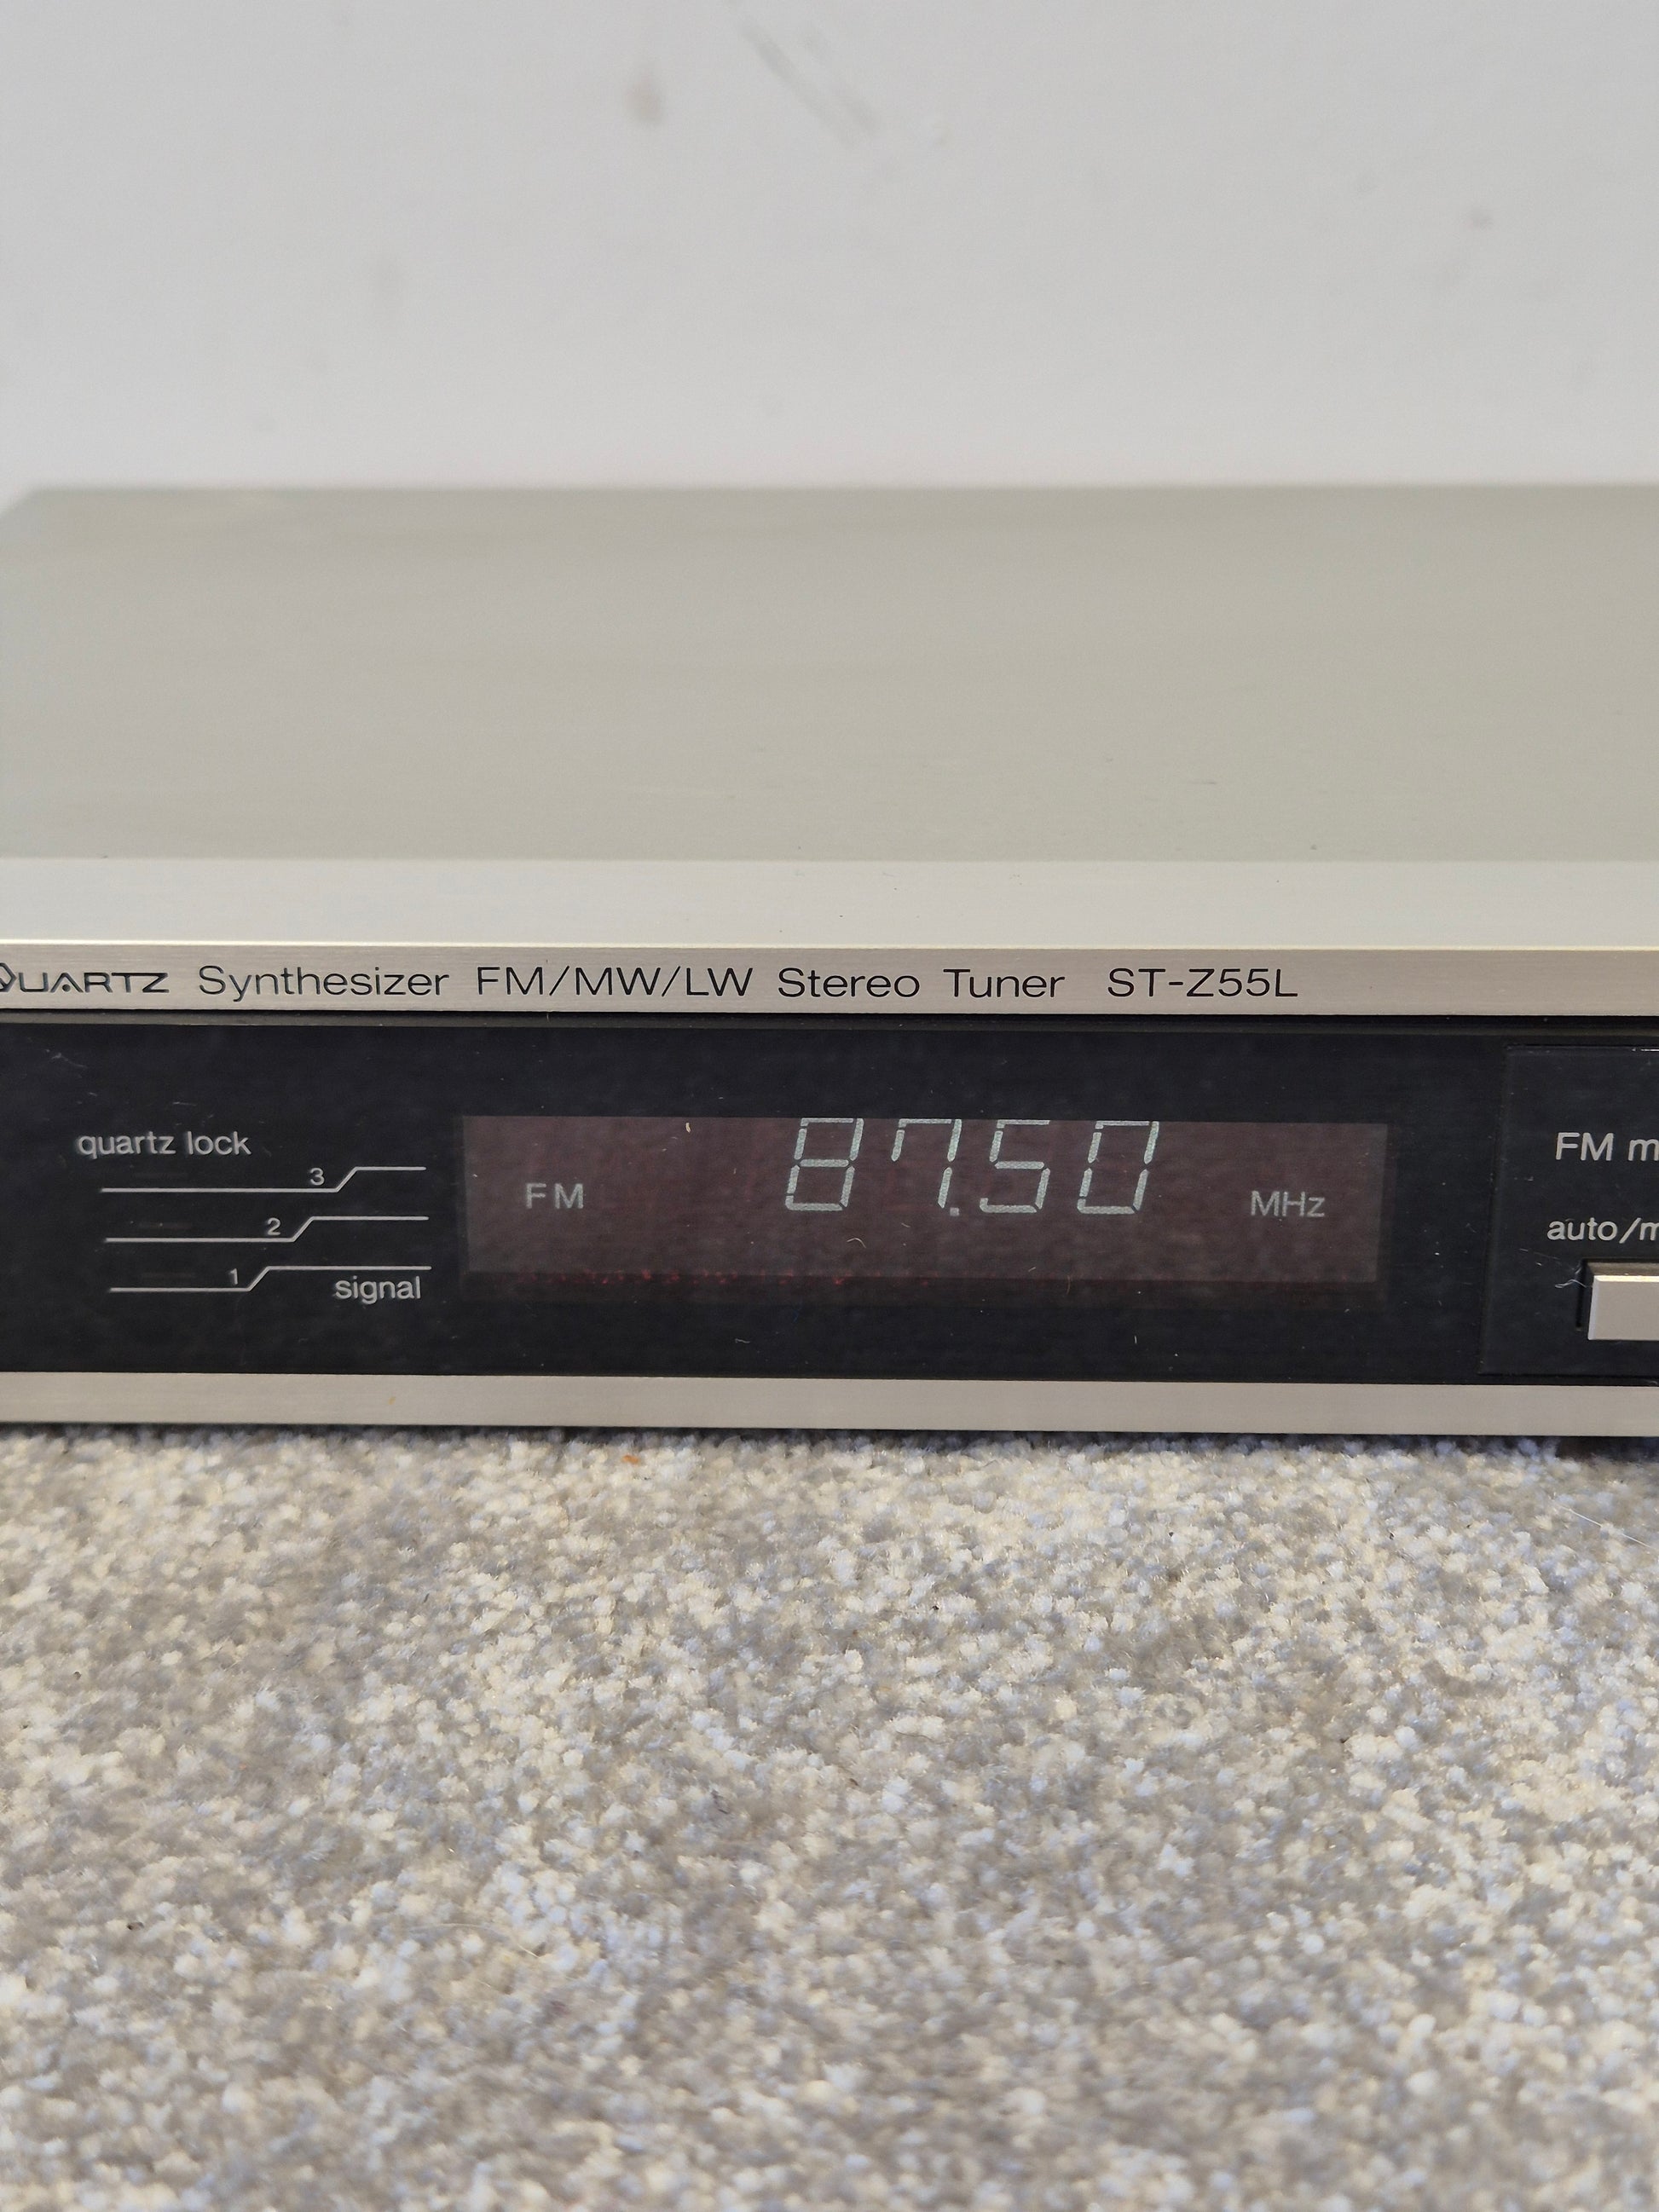 QUARTZ Synthesizer FM/MW/LW Stereo Tuner ST-Z55L
quartz lock
3
2
1
signal
FM 87.50 MHz
FM m
auto/m